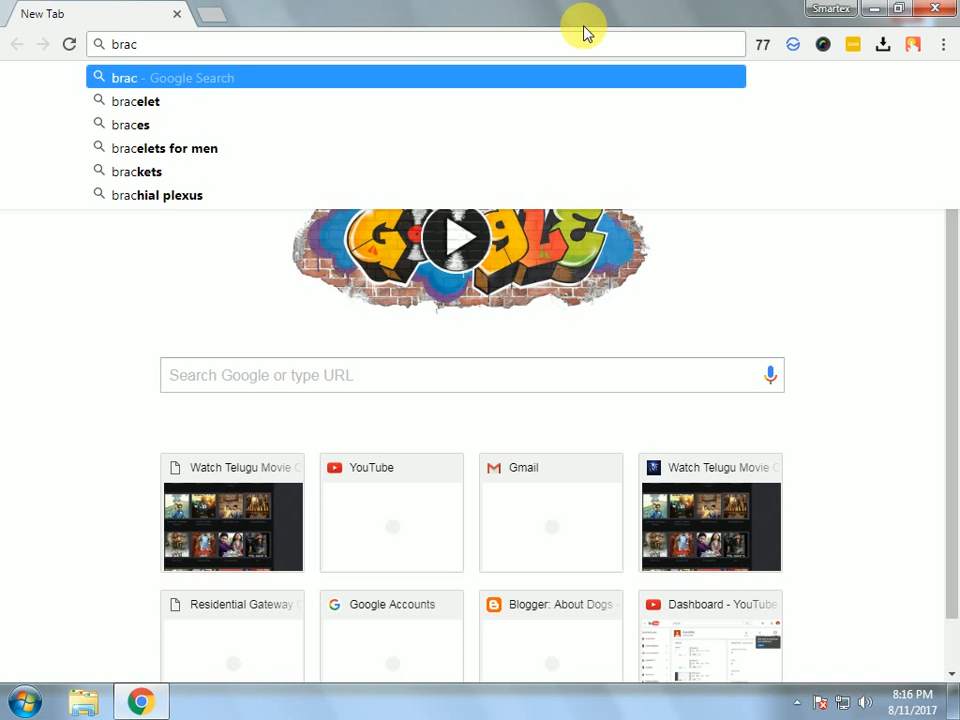 New Tab
Smartex
brac
77
brac - Google Search
bracelet
braces
bracelets for men
brackets
brachial plexus
GOOGLE
Search Google or type URL
Watch Telugu Movie
YouTube
Gmail
Watch Telugu Movie
Residential Gateway
Google Accounts
Blogger: About Dogs -
Dashboard - YouTube
8:16 PM
8/11/2017